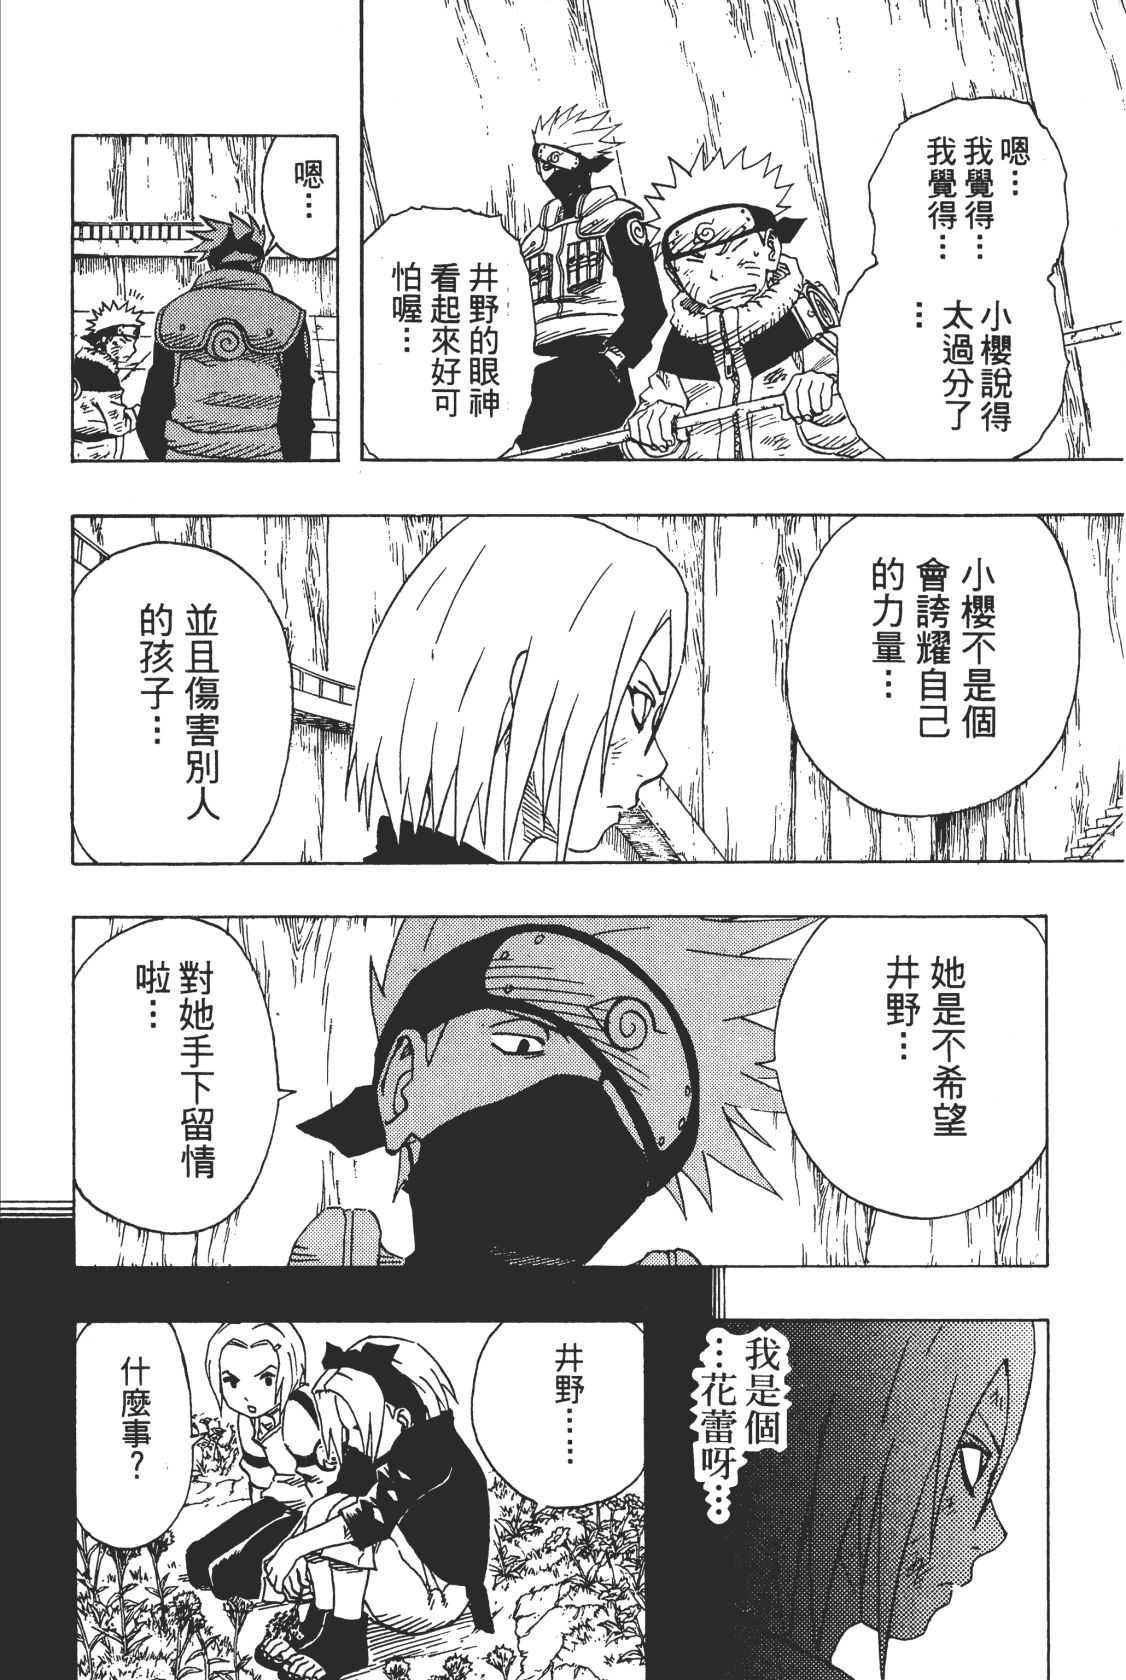 嗯…
我覺得…
我覺得…
小櫻說得
太過分了
…
井野的眼神
看起來好可
怕喔…
嗯…
小櫻不是個
會誇耀自己
的力量…
並且傷害別人
的孩子…
她是不希望
井野…
對她手下留情
啦…
我是個
…花蕾呀…
井野……
什麼事?